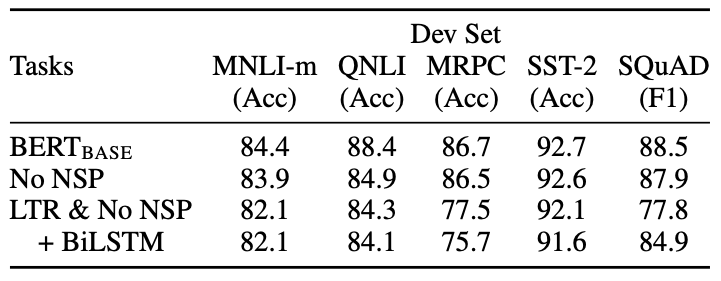 Dev Set
Tasks MNLI-m QNLI MRPC SST-2 SQuAD
(Acc) (Acc) (Acc) (Acc) (F1)
BERTBASE 84.4 88.4 86.7 92.7 88.5
No NSP 83.9 84.9 86.5 92.6 87.9
LTR & No NSP 82.1 84.3 77.5 92.1 77.8
+ BiLSTM 82.1 84.1 75.7 91.6 84.9